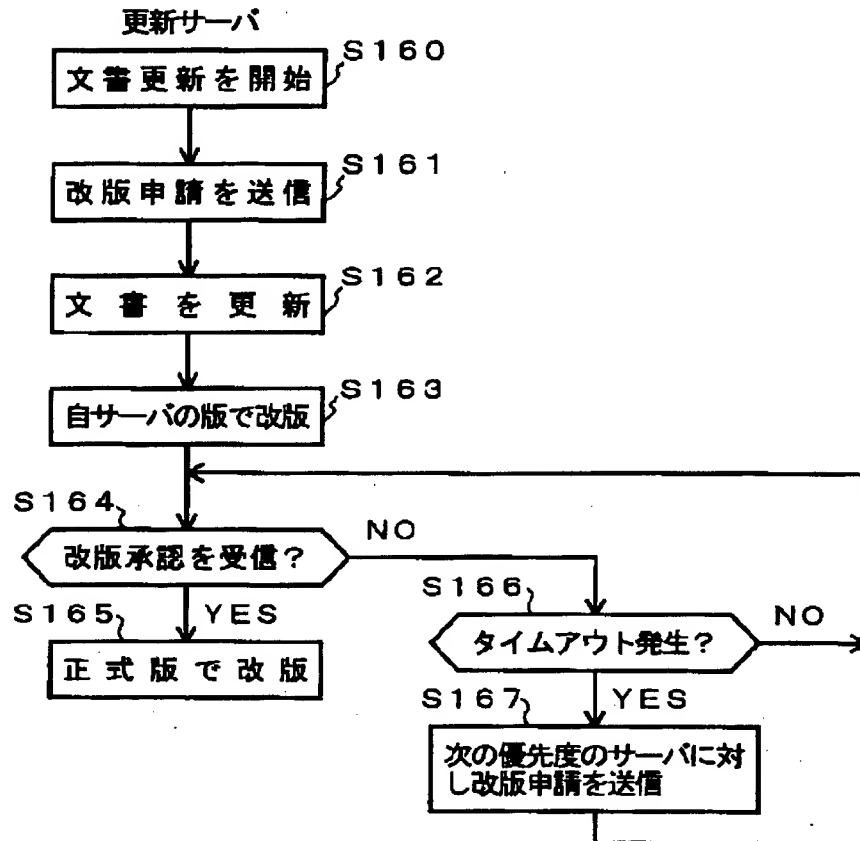 更新サーバ
S160
文書更新を開始
S161
改版申請を送信
S162
文書を更新
S163
自サーバの版で改版
S164
改版承認を受信?
NO
S165
YES
正式版で改版
S166
タイムアウト発生?
NO
S167
YES
次の優先度のサーバに対
し改版申請を送信